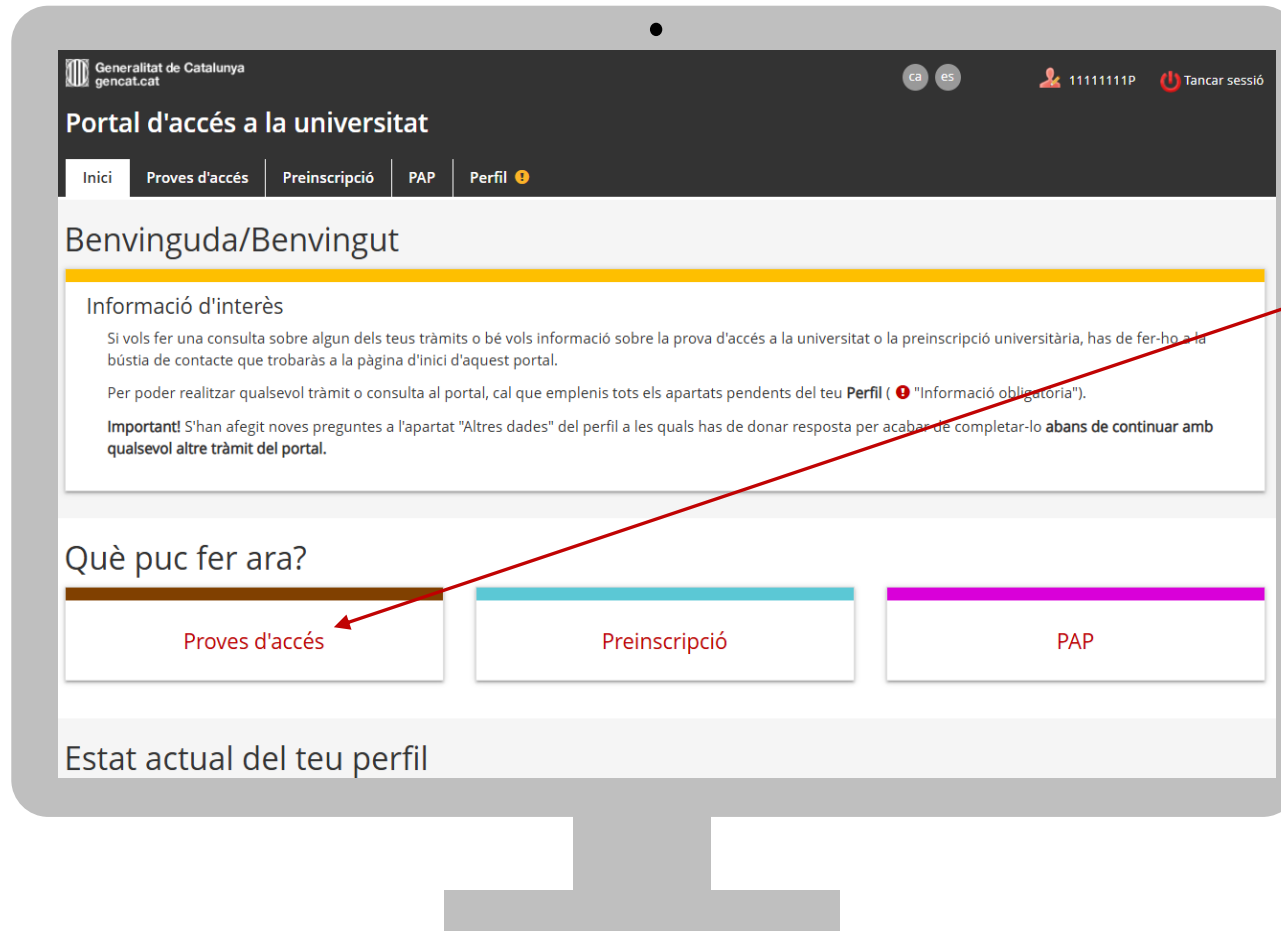 Generalitat de Catalunya
gencat.cat
ca es
11111111P
Tancar sessió
Portal d'accés a la universitat
Inici Proves d'accés Preinscripció PAP Perfil
Benvinguda/Benvingut
Informació d'interès
Si vols fer una consulta sobre algun dels teus tràmits o bé vols informació sobre la prova d'accés a la universitat o la preinscripció universitària, has de fer-ho a la
bústia de contacte que trobaràs a la pàgina d'inici d'aquest portal.
Per poder realitzar qualsevol tràmit o consulta al portal, cal que emplenis tots els apartats pendents del teu Perfil ( "Informació obligatòria").
Important! S'han afegit noves preguntes a l'apartat "Altres dades" del perfil a les quals has de donar resposta per acabar de completar-lo abans de continuar amb
qualsevol altre tràmit del portal.
Què puc fer ara?
Proves d'accés
Preinscripció
PAP
Estat actual del teu perfil